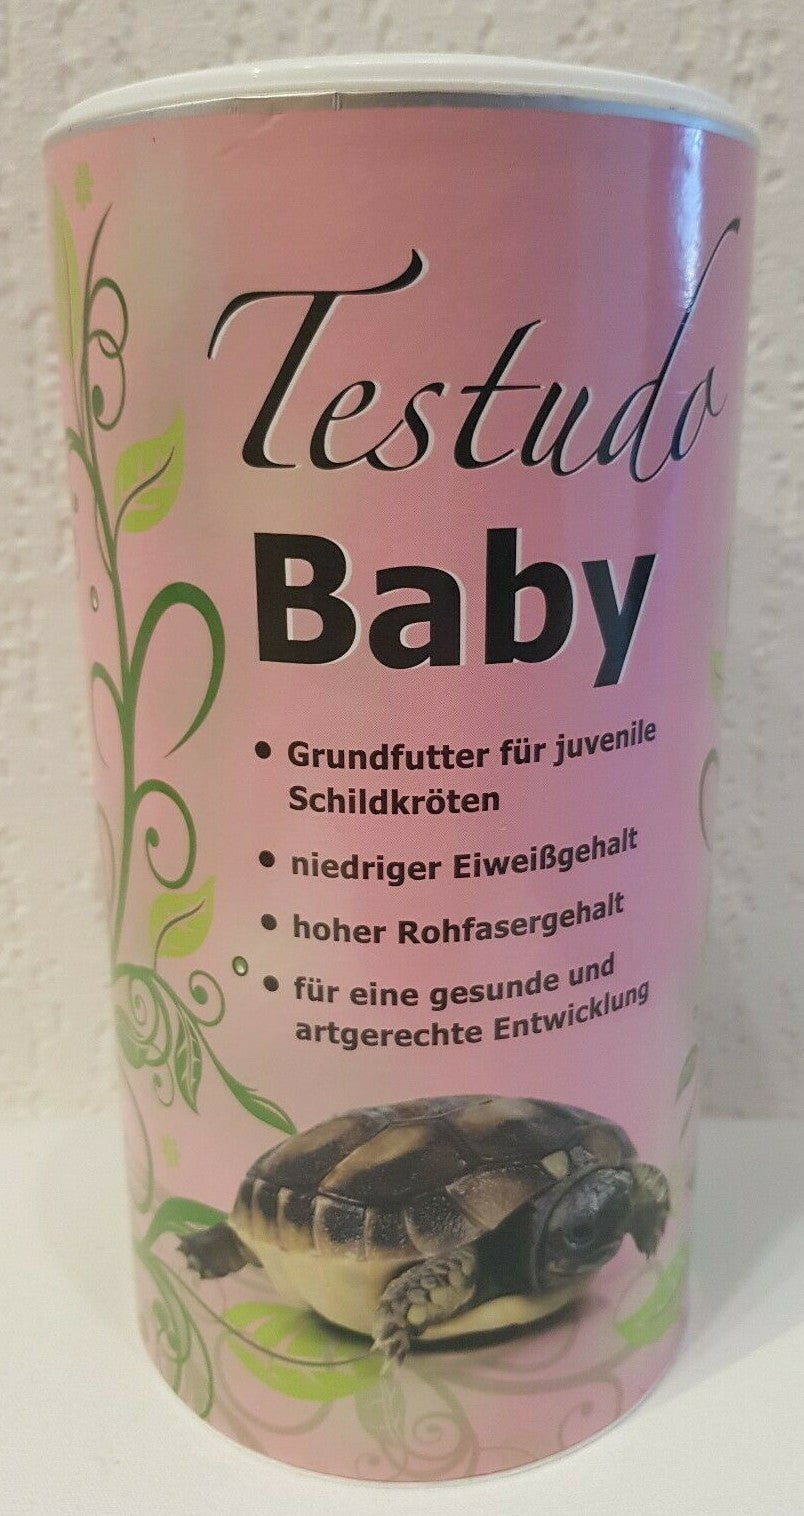 Testudo
Baby
• Grundfutter für juvenile
Schildkröten
• niedriger Eiweißgehalt
• hoher Rohfasergehalt
• für eine gesunde und
artgerechte Entwicklung